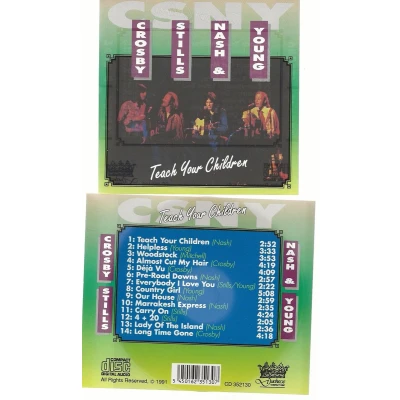 CSNY
CROSBY
STILLS
NASH &
YOUNG
Teach Your Children
CSNY
Teach Your Children
CROSBY
STILLS
NASH &
YOUNG
1: Teach Your Children (Nash) 2:52
2: Helpless (Young) 3:33
3: Woodstock (Mitchell) 3:53
4: Almost Cut My Hair (Crosby) 4:19
5: Déjà Vu (Crosby) 4:09
6: Pre-Road Downs (Nash) 2:57
7: Everybody I Love You (Stills/Young) 2:22
8: Country Girl (Young) 5:05
9: Our House (Nash) 2:55
10: Marrakesh Express (Nash) 2:35
11: Carry On (Stills) 4:24
12: 4 + 20 (Stills) 2:05
13: Lady Of The Island (Nash) 2:36
14: Long Time Gone (Crosby) 4:18
COMPACT
disc
DIGITAL AUDIO
All Rights Reserved, © 1991
CD 352130